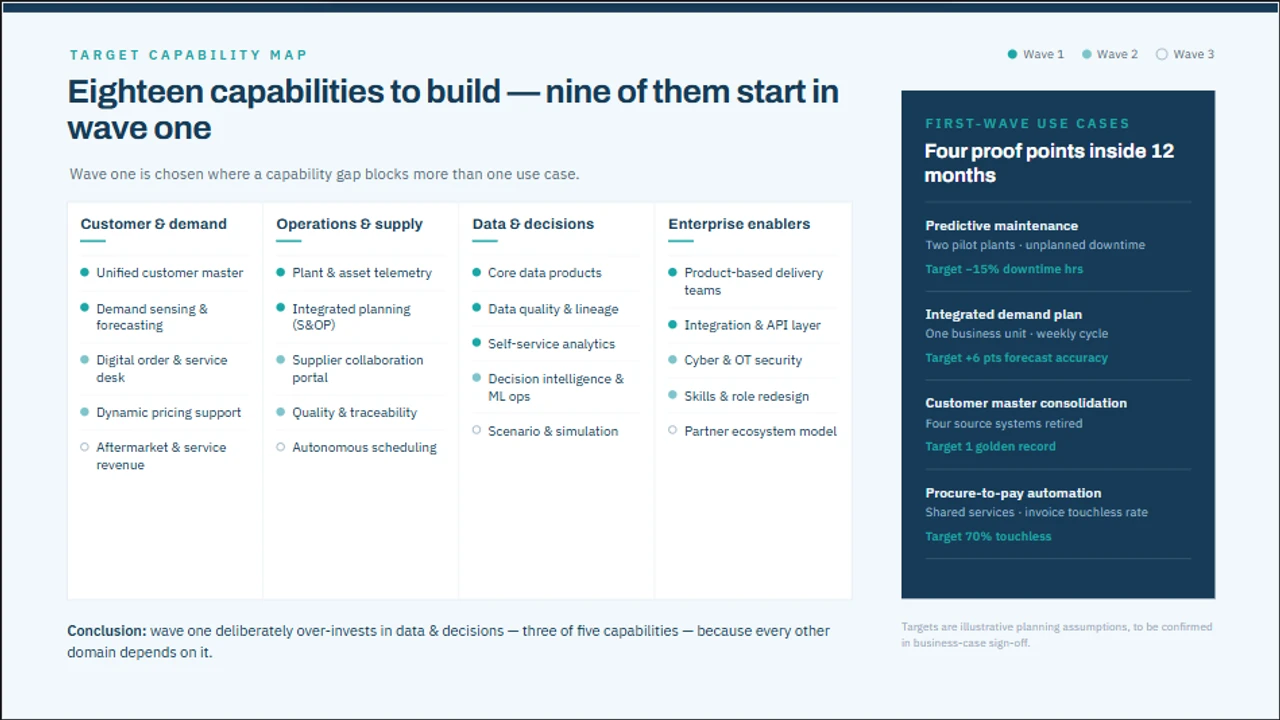 TARGET CAPABILITY MAP
Eighteen capabilities to build — nine of them start in
wave one
Wave one is chosen where a capability gap blocks more than one use case.
Wave 1
Wave 2
Wave 3
Customer & demand
Unified customer master
Demand sensing &
forecasting
Digital order & service
desk
Dynamic pricing support
Aftermarket & service
revenue
Operations & supply
Plant & asset telemetry
Integrated planning
(S&OP)
Supplier collaboration
portal
Quality & traceability
Autonomous scheduling
Data & decisions
Core data products
Data quality & lineage
Self-service analytics
Decision intelligence &
ML ops
Scenario & simulation
Enterprise enablers
Product-based delivery
teams
Integration & API layer
Cyber & OT security
Skills & role redesign
Partner ecosystem model
Conclusion: wave one deliberately over-invests in data & decisions — three of five capabilities — because every other
domain depends on it.
FIRST-WAVE USE CASES
Four proof points inside 12
months
Predictive maintenance
Two pilot plants · unplanned downtime
Target −15% downtime hrs
Integrated demand plan
One business unit · weekly cycle
Target +6 pts forecast accuracy
Customer master consolidation
Four source systems retired
Target 1 golden record
Procure-to-pay automation
Shared services · invoice touchless rate
Target 70% touchless
Targets are illustrative planning assumptions, to be confirmed
in business-case sign-off.